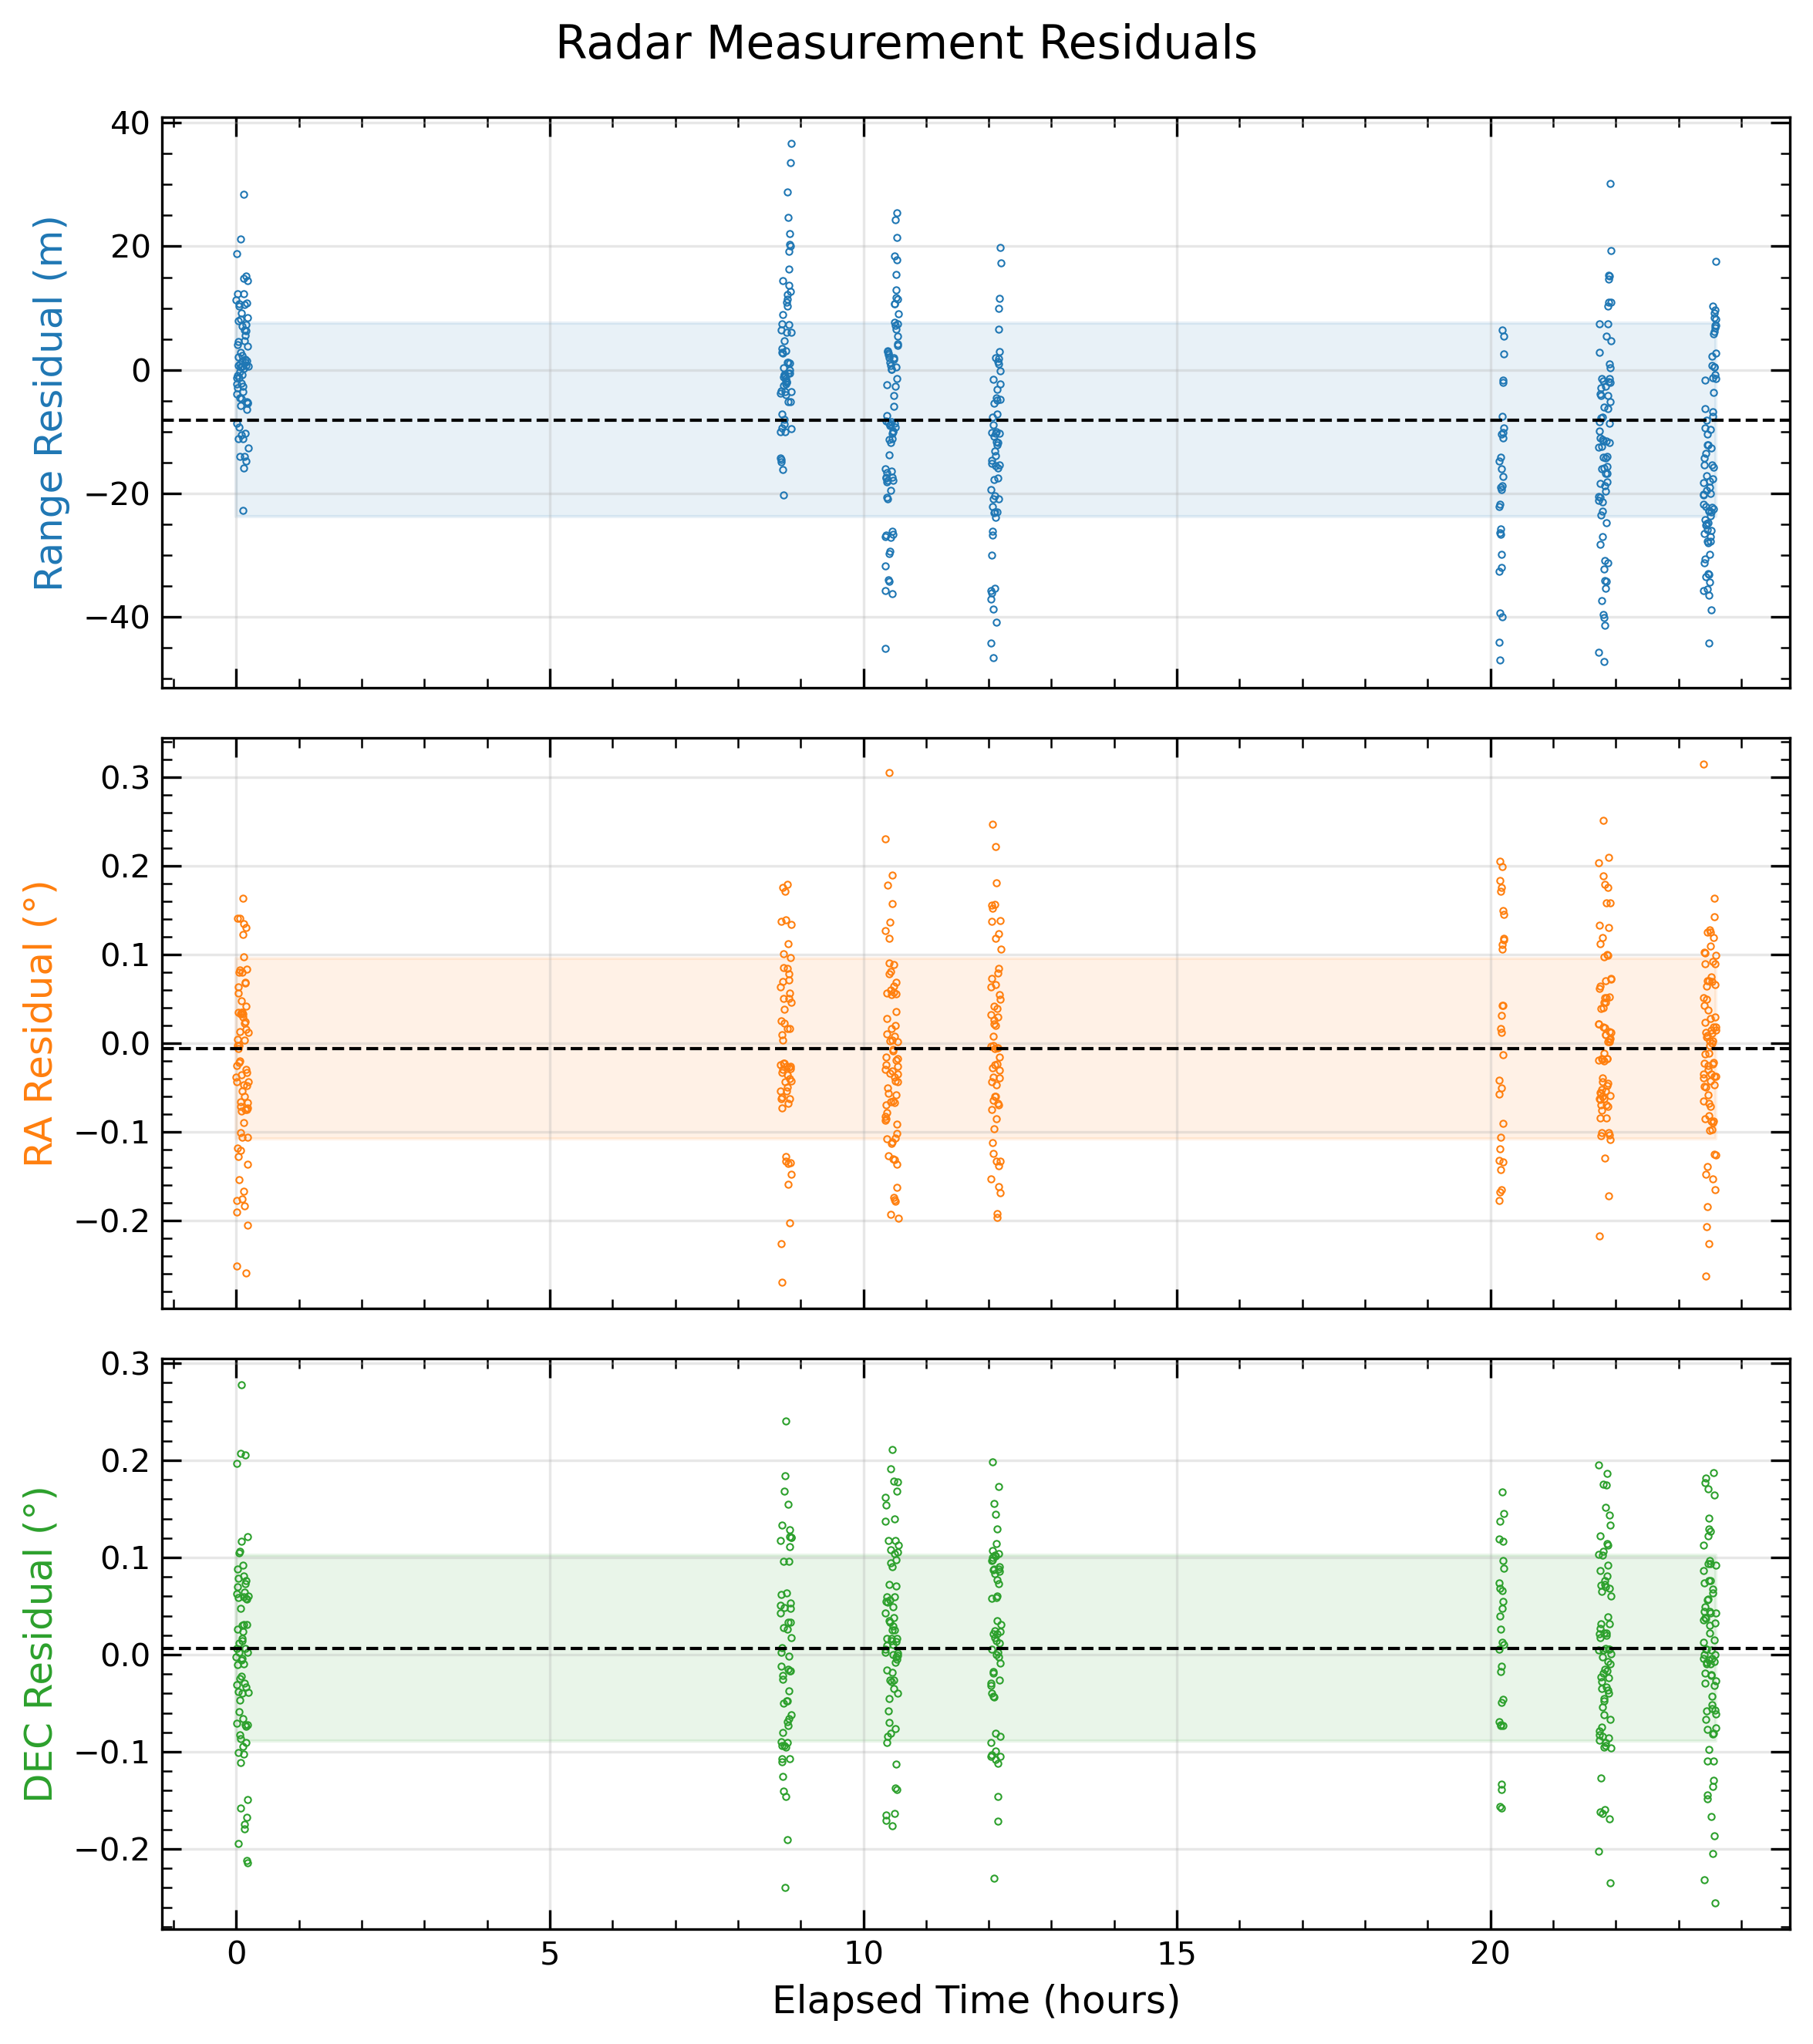 Radar Measurement Residuals
Range Residual (m)
40
20
0
−20
−40
RA Residual (°)
0.3
0.2
0.1
0.0
−0.1
−0.2
DEC Residual (°)
0.3
0.2
0.1
0.0
−0.1
−0.2
0 5 10 15 20
Elapsed Time (hours)